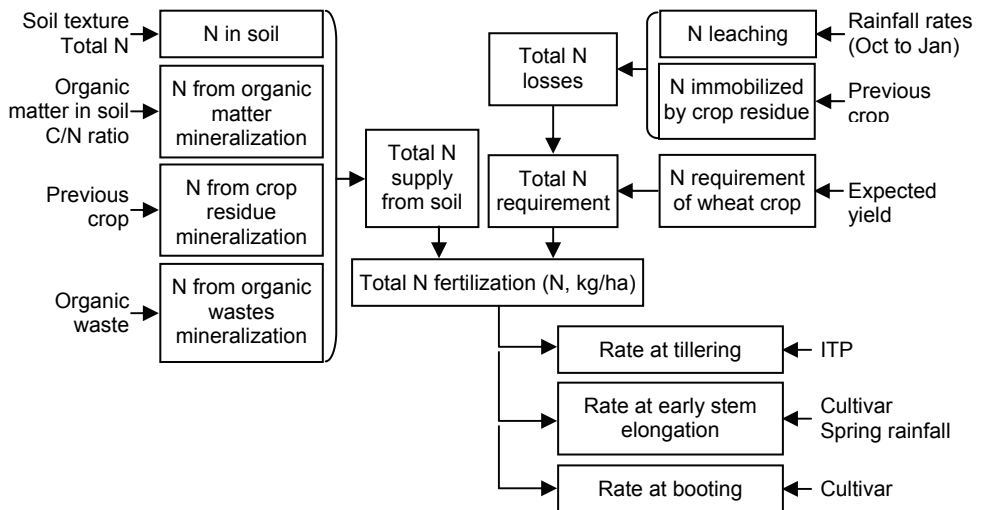 Soil texture
Total N
N in soil
Organic
matter in soil
C/N ratio
N from organic
matter
mineralization
Previous
crop
N from crop
residue
mineralization
Organic
waste
N from organic
wastes
mineralization
Total N
supply
from soil
Total N
losses
N leaching
Rainfall rates
(Oct to Jan)
N immobilized
by crop residue
Previous
crop
Total N
requirement
N requirement
of wheat crop
Expected
yield
Total N fertilization (N, kg/ha)
Rate at tillering
ITP
Rate at early stem
elongation
Cultivar
Spring rainfall
Rate at booting
Cultivar